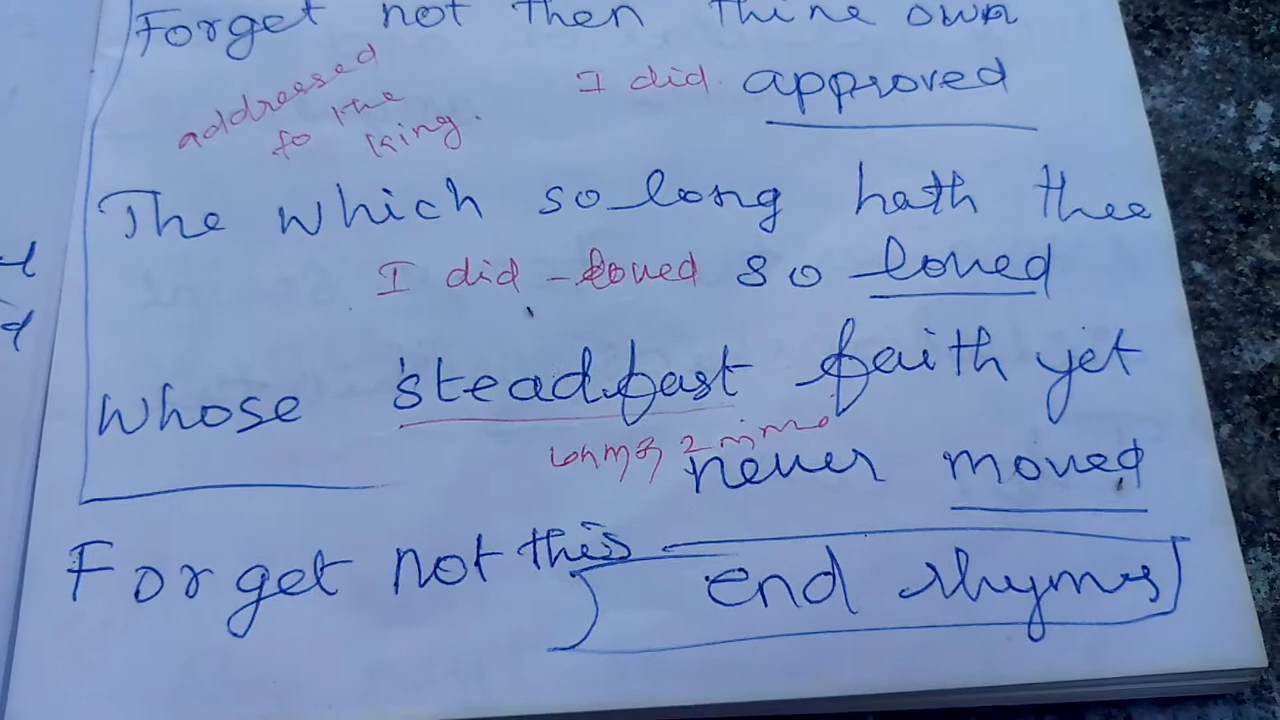 Forget not then thine own
approved
I did
addressed
to the
king.
The which so long hath thee
so loved
I did - loved
whose steadfast faith yet
never moved
Forget not this
end rhymes